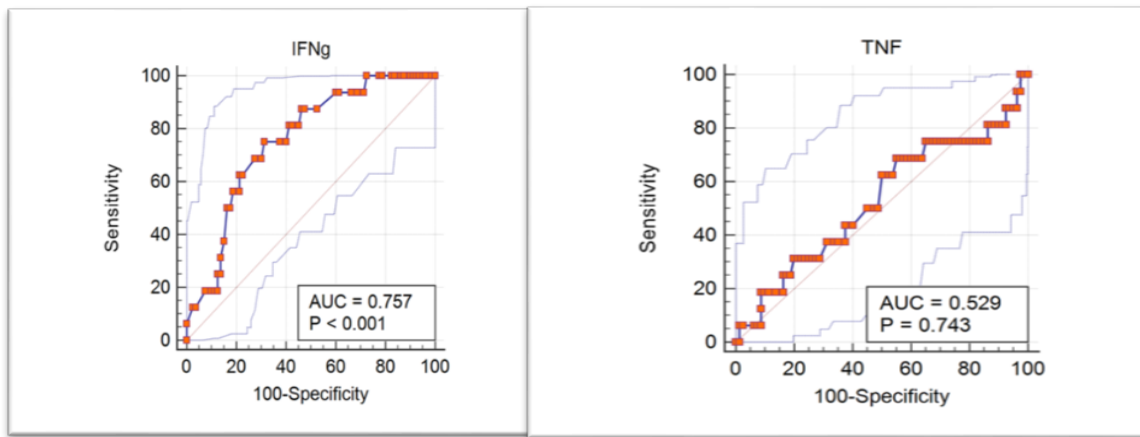 IFNg
100
80
60
40
20
0
Sensitivity
AUC = 0.757
P < 0.001
0 20 40 60 80 100
100-Specificity
TNF
100
80
60
40
20
0
Sensitivity
AUC = 0.529
P = 0.743
0 20 40 60 80 100
100-Specificity